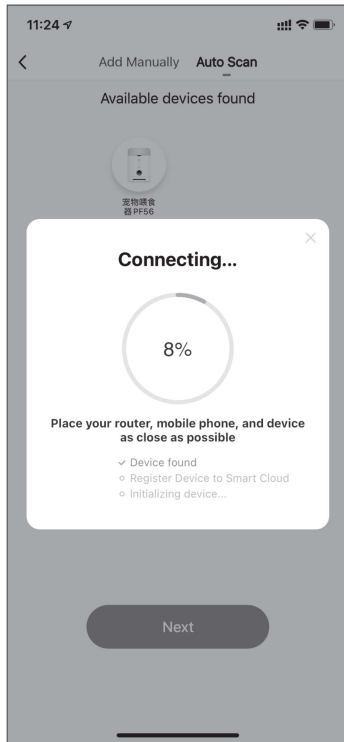 11:24
Add Manually Auto Scan
Available devices found
宠物喂食
器PF56
Connecting...
8%
Place your router, mobile phone, and device
as close as possible
Device found
Register Device to Smart Cloud
Initializing device...
Next